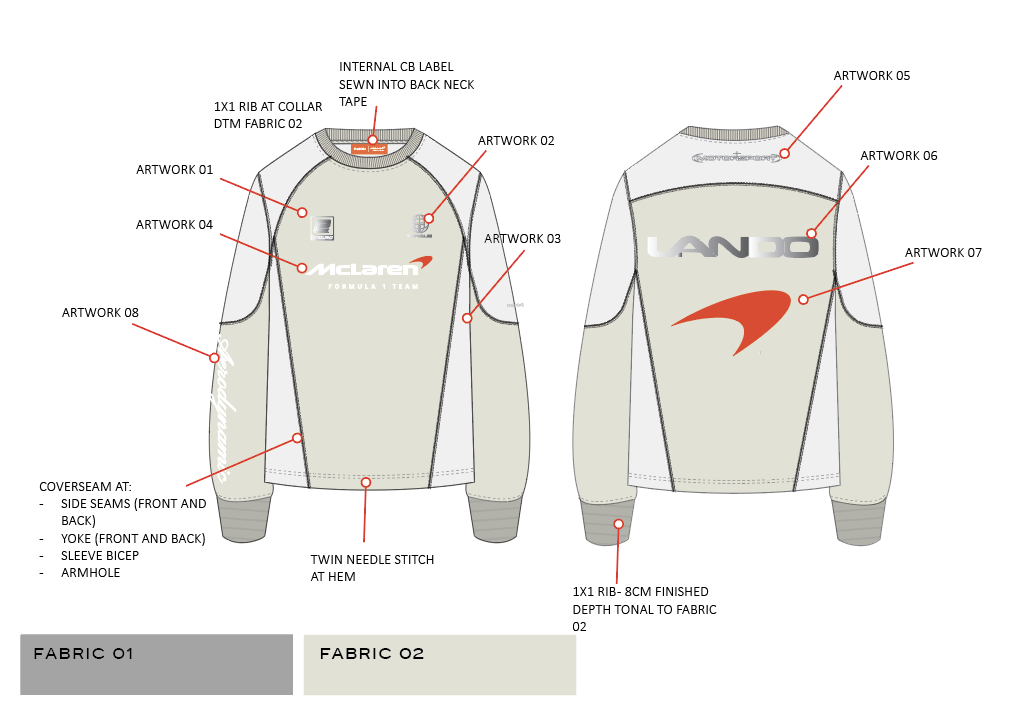 INTERNAL CB LABEL
SEWN INTO BACK NECK
TAPE
1X1 RIB AT COLLAR
DTM FABRIC 02
ARTWORK 01
ARTWORK 02
ARTWORK 04
ARTWORK 03
ARTWORK 08
McLaren
FORMULA 1 TEAM
Aerodynamic
COVERSEAM AT:
- SIDE SEAMS (FRONT AND
BACK)
- YOKE (FRONT AND BACK)
- SLEEVE BICEP
- ARMHOLE
TWIN NEEDLE STITCH
AT HEM
ARTWORK 05
MOTORSPORT
ARTWORK 06
LANDO
ARTWORK 07
1X1 RIB- 8CM FINISHED
DEPTH TONAL TO FABRIC
02
FABRIC 01
FABRIC 02